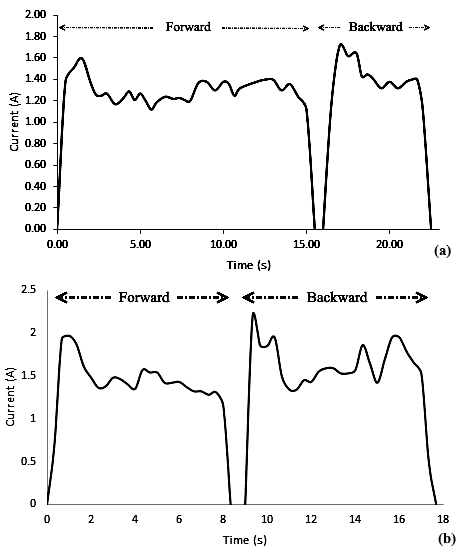 2.00
Forward
Backward
1.80
1.60
1.40
1.20
1.00
0.80
0.60
0.40
0.20
0.00
Current (A)
0.00 5.00 10.00 15.00 20.00
Time (s)
(a)
2.5
Forward
Backward
2
1.5
1
0.5
0
Current (A)
0 2 4 6 8 10 12 14 16 18
Time (s)
(b)